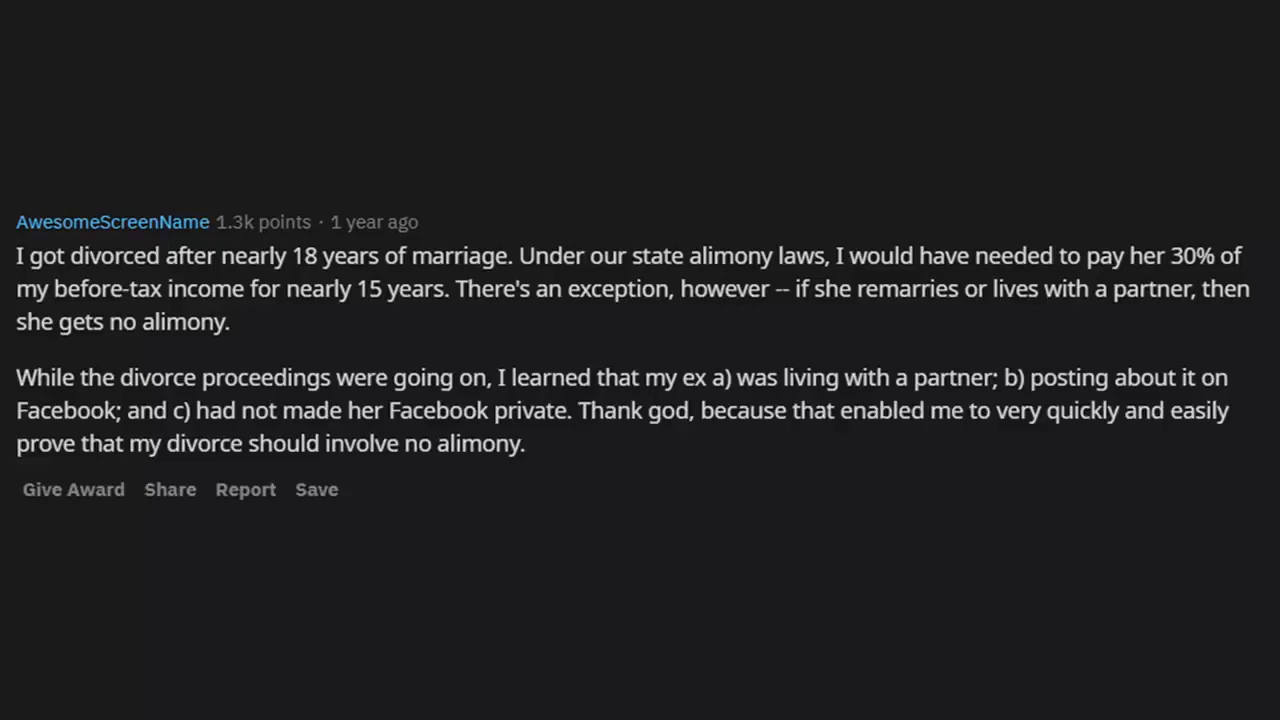 AwesomeScreenName 1.3k points · 1 year ago
I got divorced after nearly 18 years of marriage. Under our state alimony laws, I would have needed to pay her 30% of
my before-tax income for nearly 15 years. There's an exception, however -- if she remarries or lives with a partner, then
she gets no alimony.
While the divorce proceedings were going on, I learned that my ex a) was living with a partner; b) posting about it on
Facebook; and c) had not made her Facebook private. Thank god, because that enabled me to very quickly and easily
prove that my divorce should involve no alimony.
Give Award Share Report Save